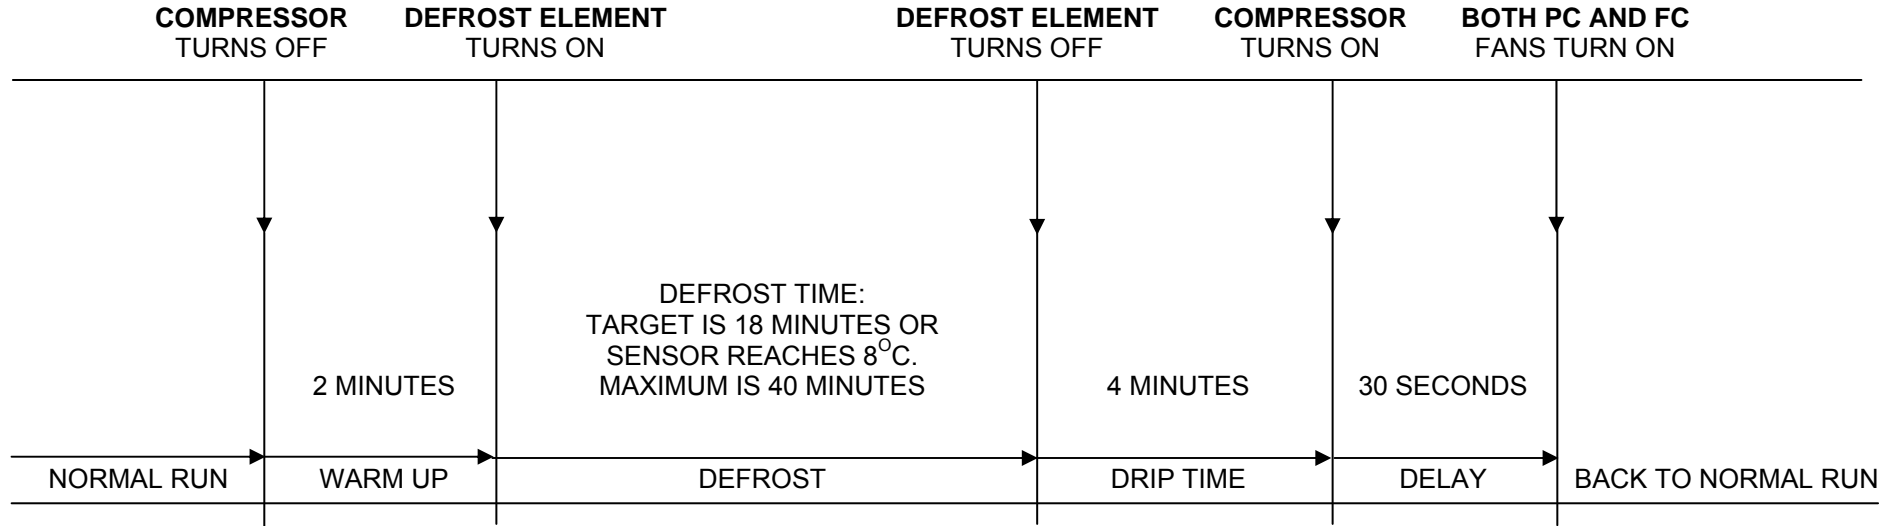 COMPRESSOR
TURNS OFF
DEFROST ELEMENT
TURNS ON
DEFROST ELEMENT
TURNS OFF
COMPRESSOR
TURNS ON
BOTH PC AND FC
FANS TURN ON
2 MINUTES
DEFROST TIME:
TARGET IS 18 MINUTES OR
SENSOR REACHES 8ᴼC.
MAXIMUM IS 40 MINUTES
4 MINUTES
30 SECONDS
NORMAL RUN
WARM UP
DEFROST
DRIP TIME
DELAY
BACK TO NORMAL RUN